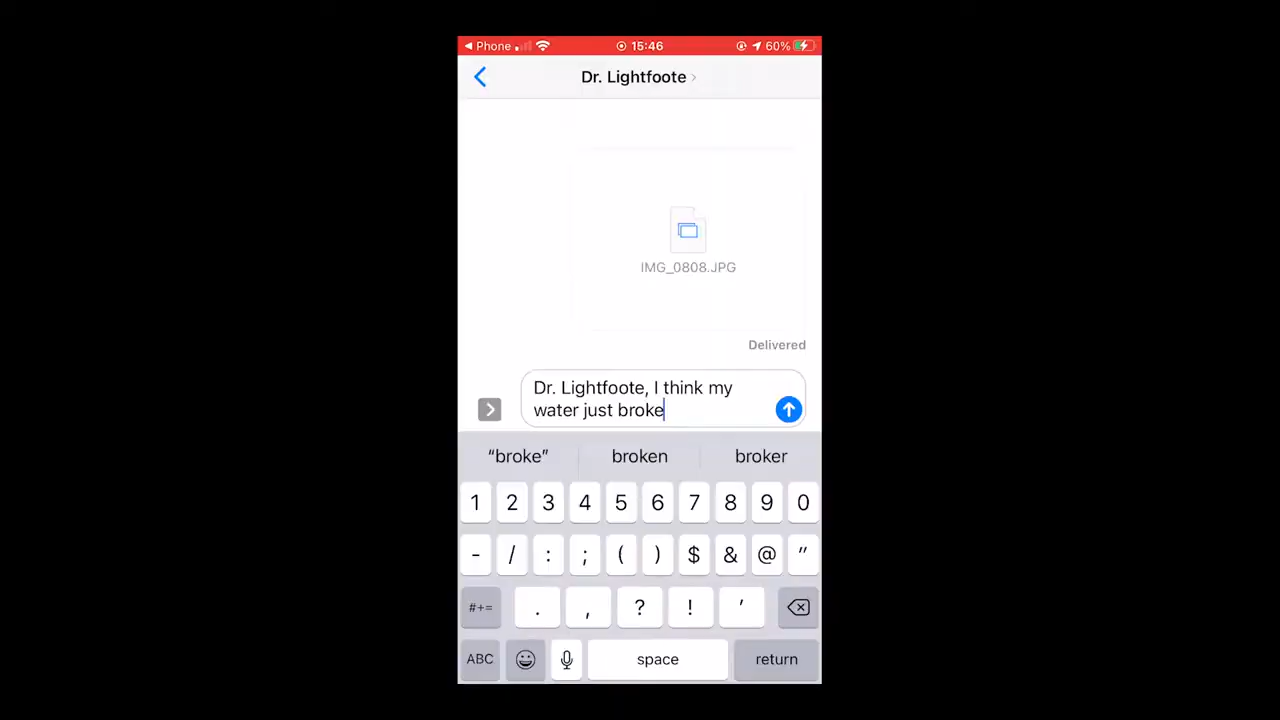 Phone 15:46 60%
Dr. Lightfoote
IMG_0808.JPG
Delivered
Dr. Lightfoote, I think my
water just broke
“broke” broken broker
1 2 3 4 5 6 7 8 9 0
- / : ; ( ) $ & @ "
#+= . , ? ! '
ABC space return